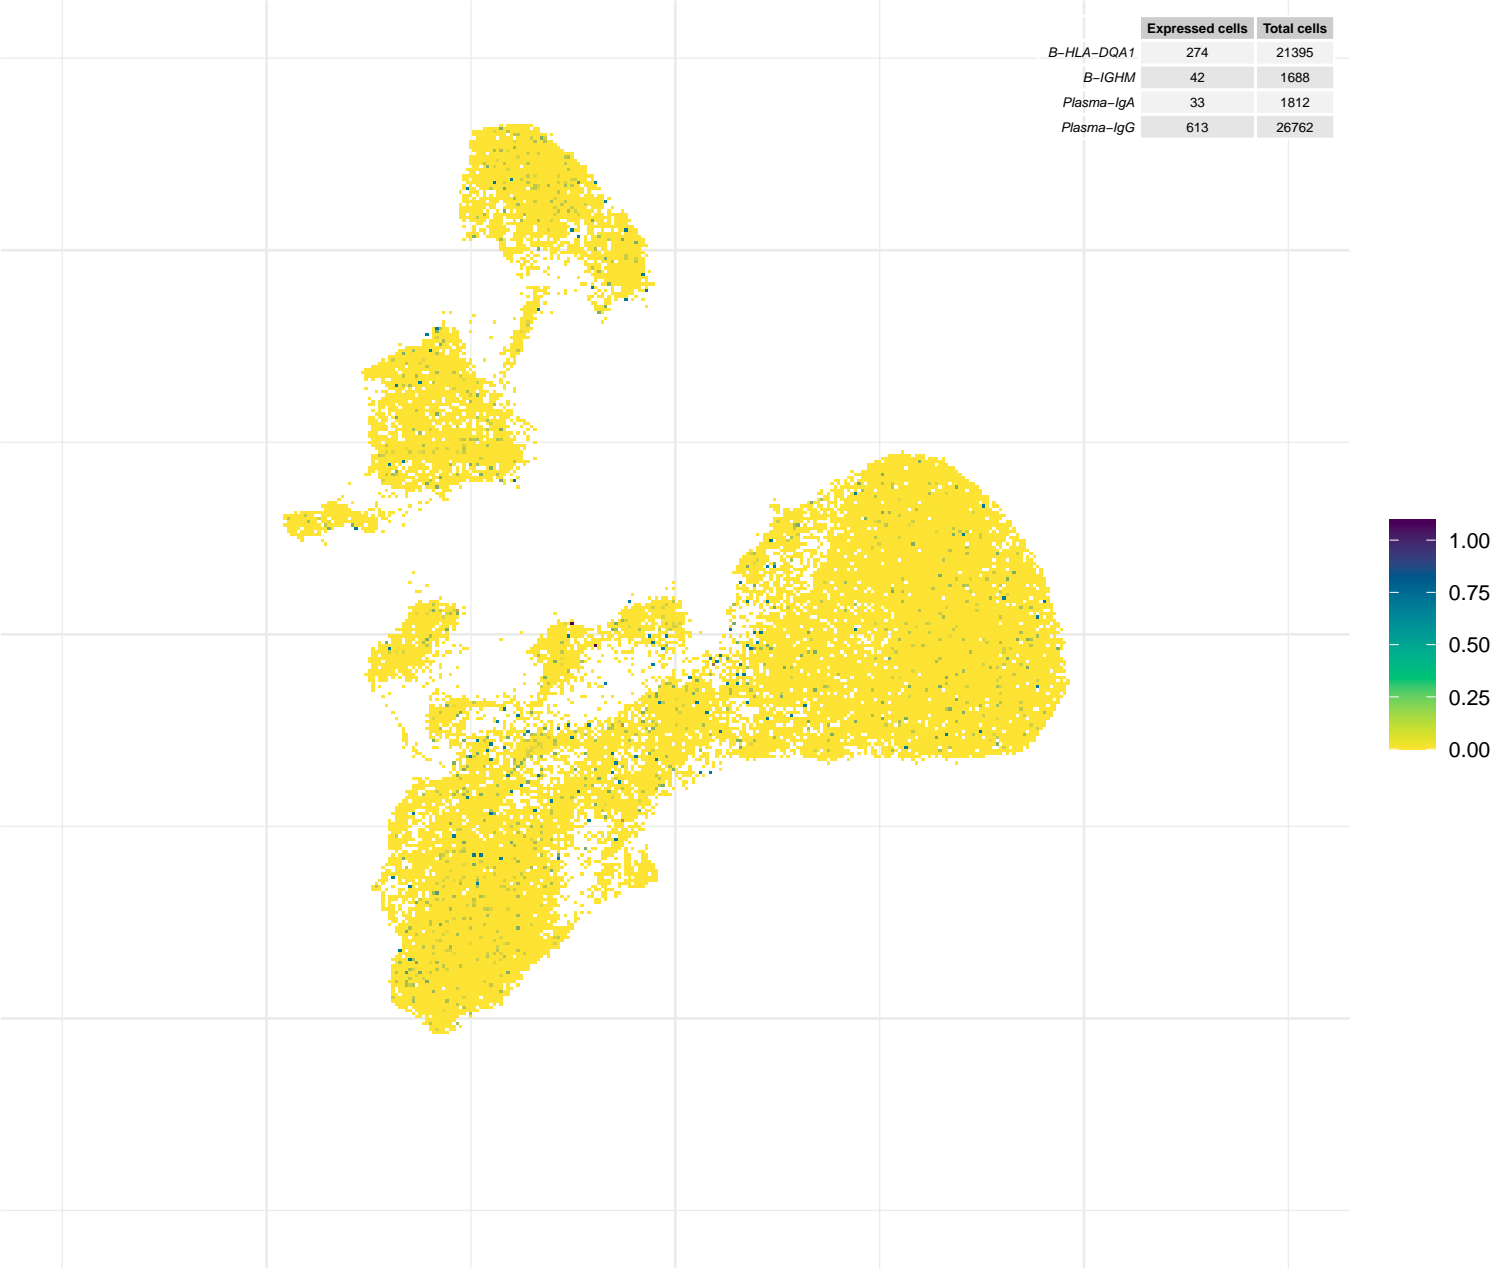 Expressed cells Total cells
B−HLA−DQA1 274 21395
B−IGHM 42 1688
Plasma−IgA 33 1812
Plasma−IgG 613 26762
1.00
0.75
0.50
0.25
0.00